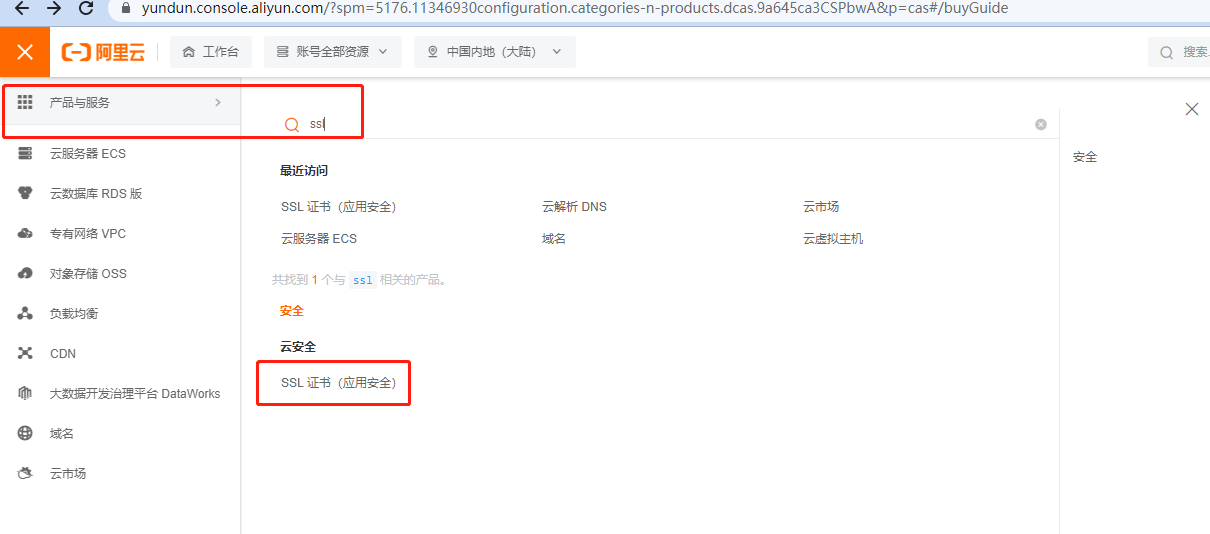 yundun.console.aliyun.com/?spm=5176.11346930configuration.categories-n-products.dcas.9a645ca3CSPbwA&p=cas#/buyGuide
阿里云 工作台 账号全部资源 中国内地（大陆） 搜索
产品与服务
ssl
云服务器 ECS
云数据库 RDS 版
专有网络 VPC
对象存储 OSS
负载均衡
CDN
大数据开发治理平台 DataWorks
域名
云市场
最近访问
SSL 证书（应用安全） 云解析 DNS 云市场
云服务器 ECS 域名 云虚拟主机
共找到 1 个与 ssl 相关的产品。
安全
云安全
SSL 证书（应用安全）
安全